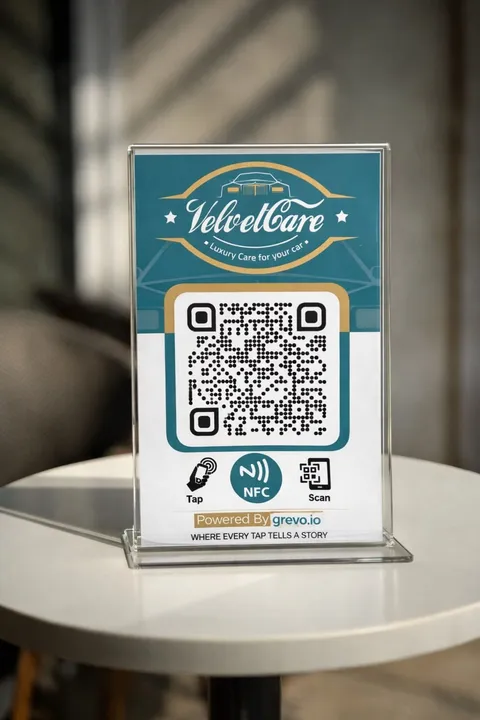 VelvetCare
• Luxury Care for your car •
Tap
NFC
Scan
Powered By grevo.io
WHERE EVERY TAP TELLS A STORY